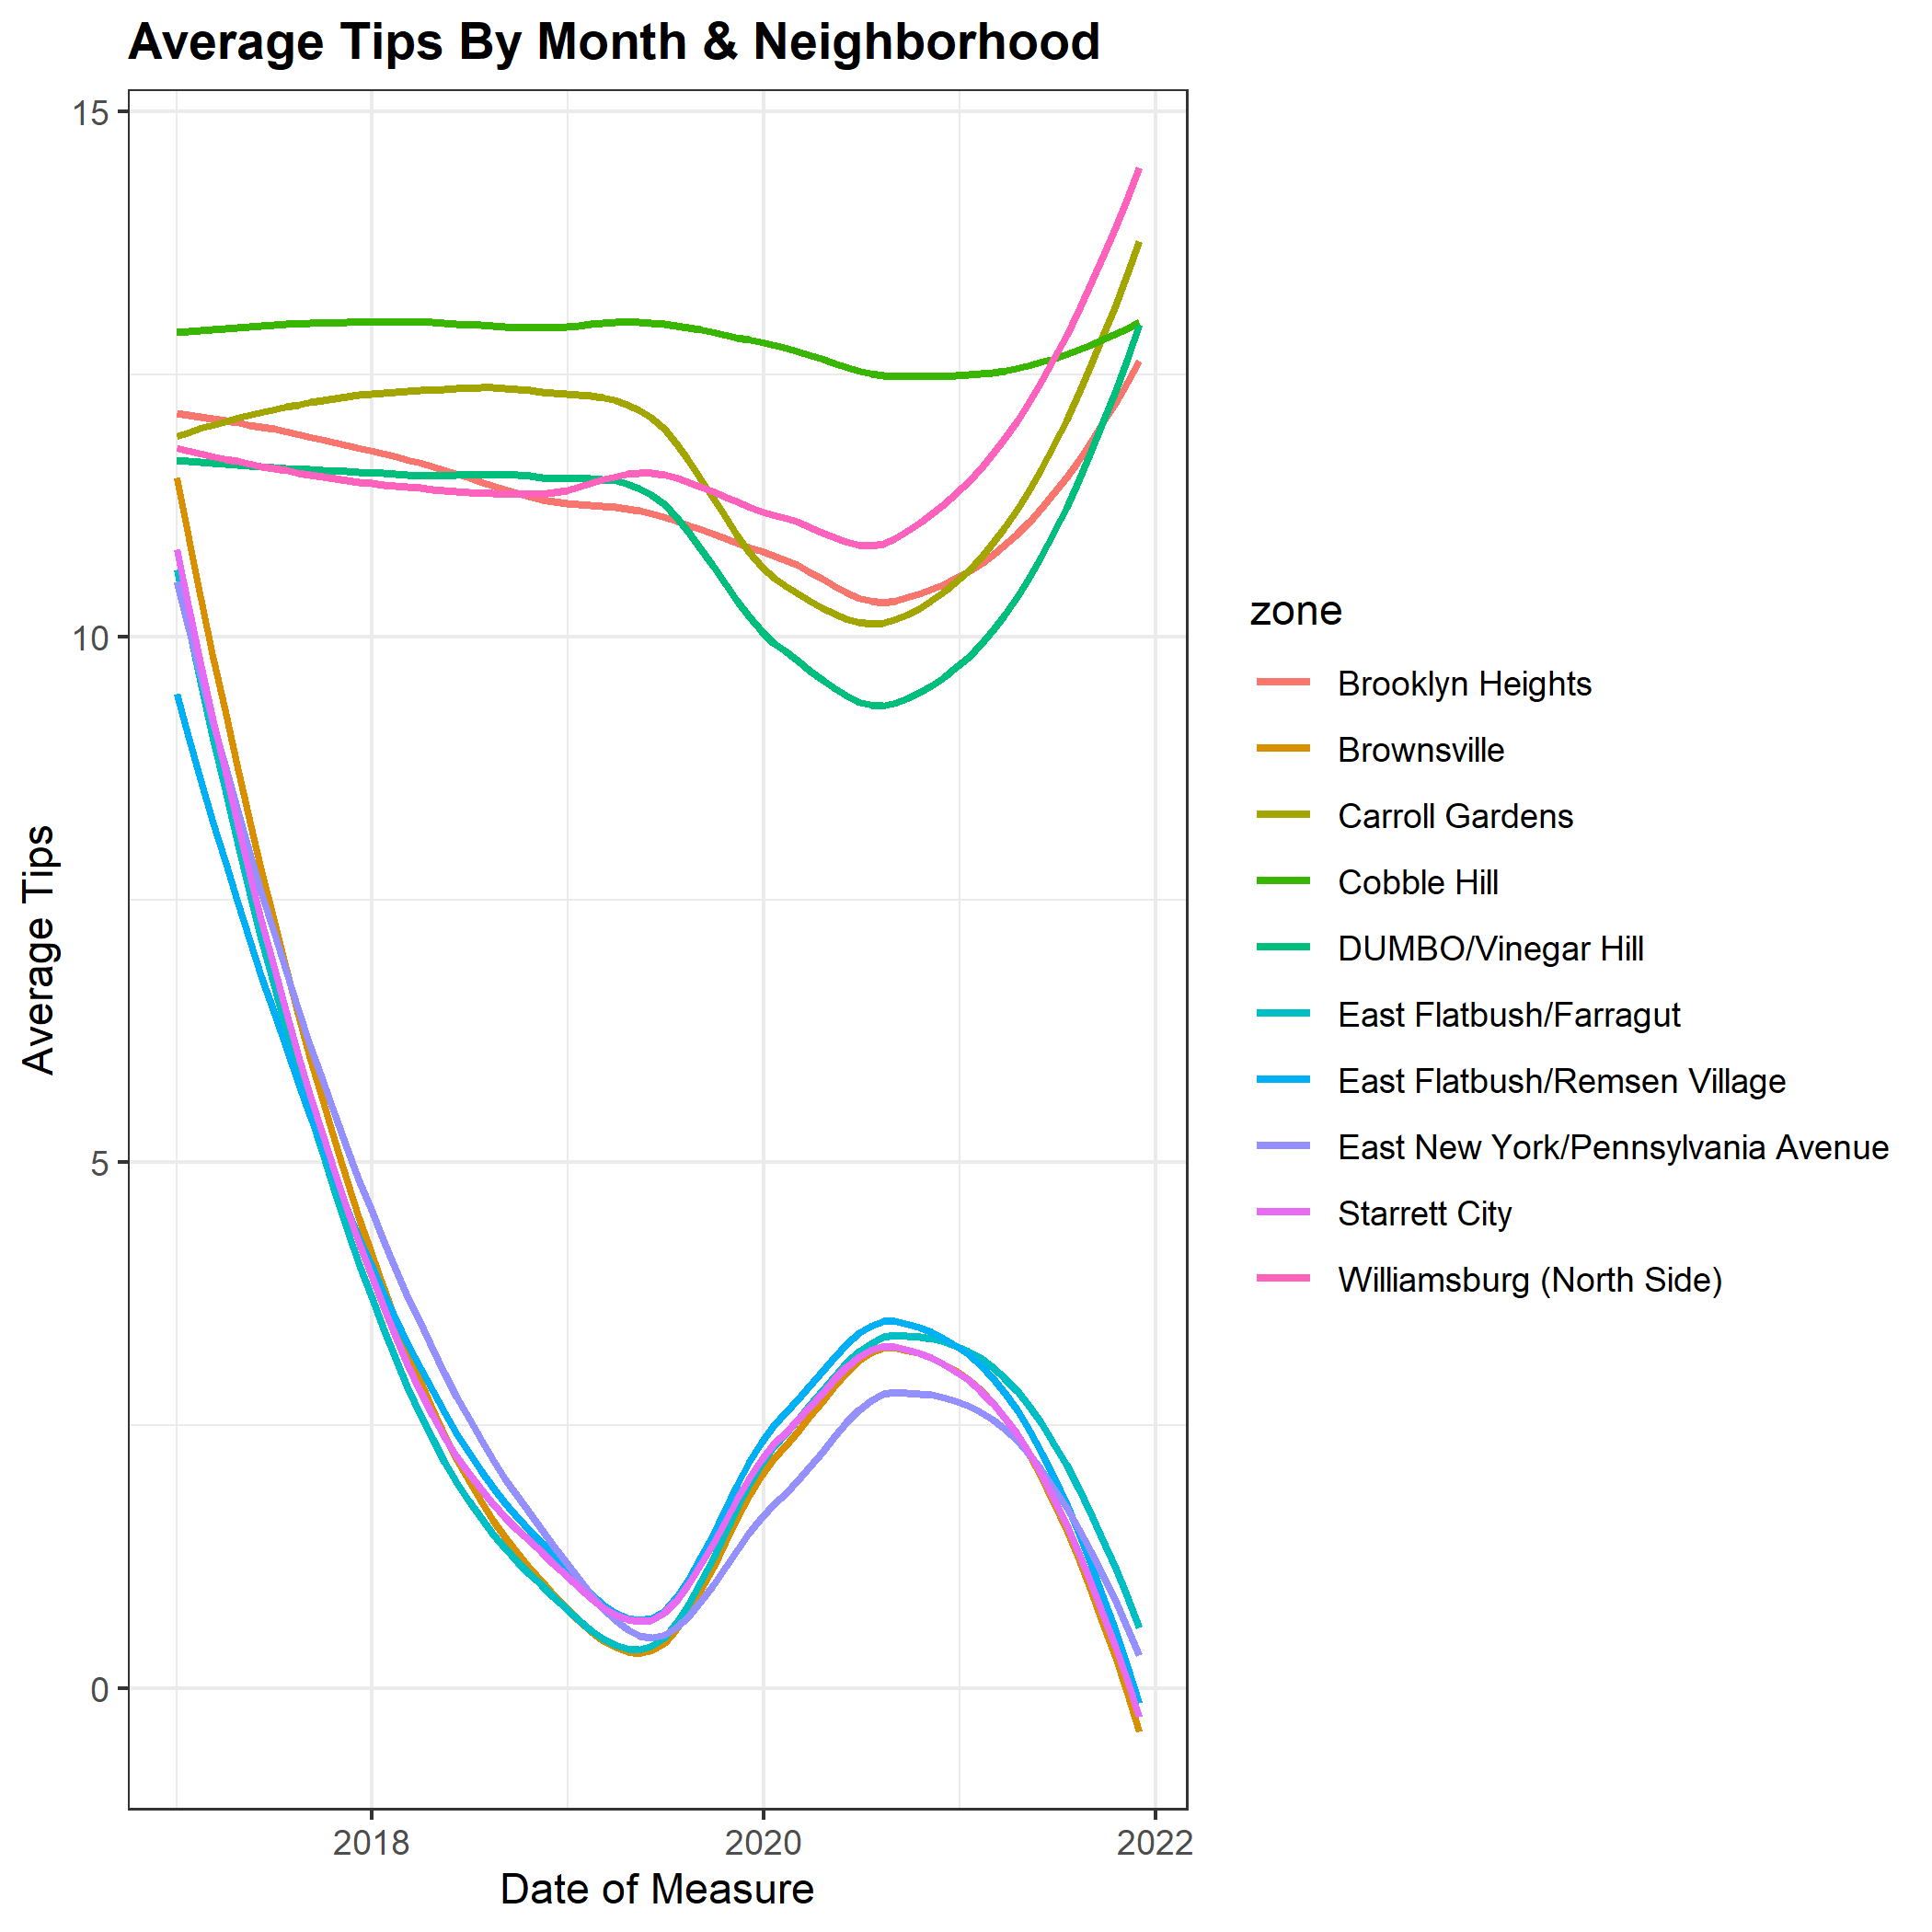 Average Tips By Month & Neighborhood
15
10
5
0
Average Tips
2018 2020 2022
Date of Measure
zone
Brooklyn Heights
Brownsville
Carroll Gardens
Cobble Hill
DUMBO/Vinegar Hill
East Flatbush/Farragut
East Flatbush/Remsen Village
East New York/Pennsylvania Avenue
Starrett City
Williamsburg (North Side)